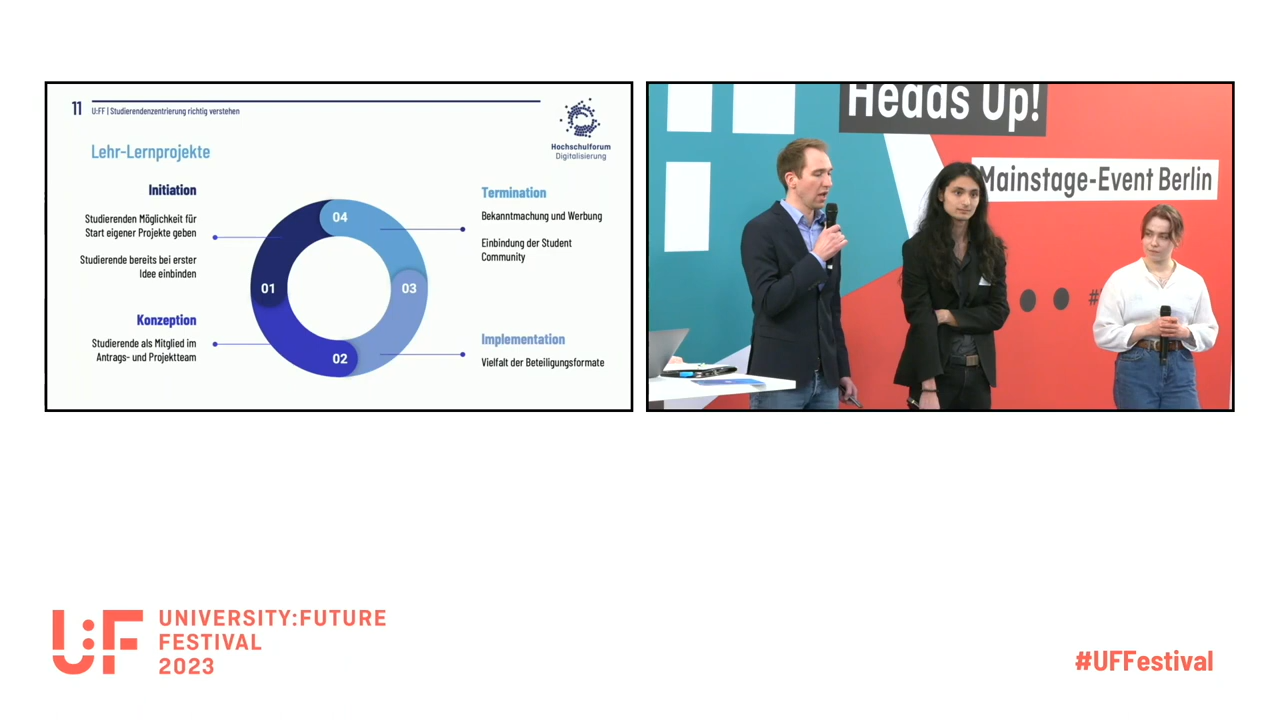 11
U:FF | Studierendenzentrierung richtig verstehen
Hochschulforum
Digitalisierung
Lehr-Lernprojekte
Initiation
Studierenden Möglichkeit für
Start eigener Projekte geben
Studierende bereits bei erster
Idee einbinden
Konzeption
Studierende als Mitglied im
Antrags- und Projektteam
01
02
03
04
Termination
Bekanntmachung und Werbung
Einbindung der Student
Community
Implementation
Vielfalt der Beteiligungsformate
Heads Up!
Mainstage-Event Berlin
#
U:F
UNIVERSITY:FUTURE
FESTIVAL
2023
#UFFestival